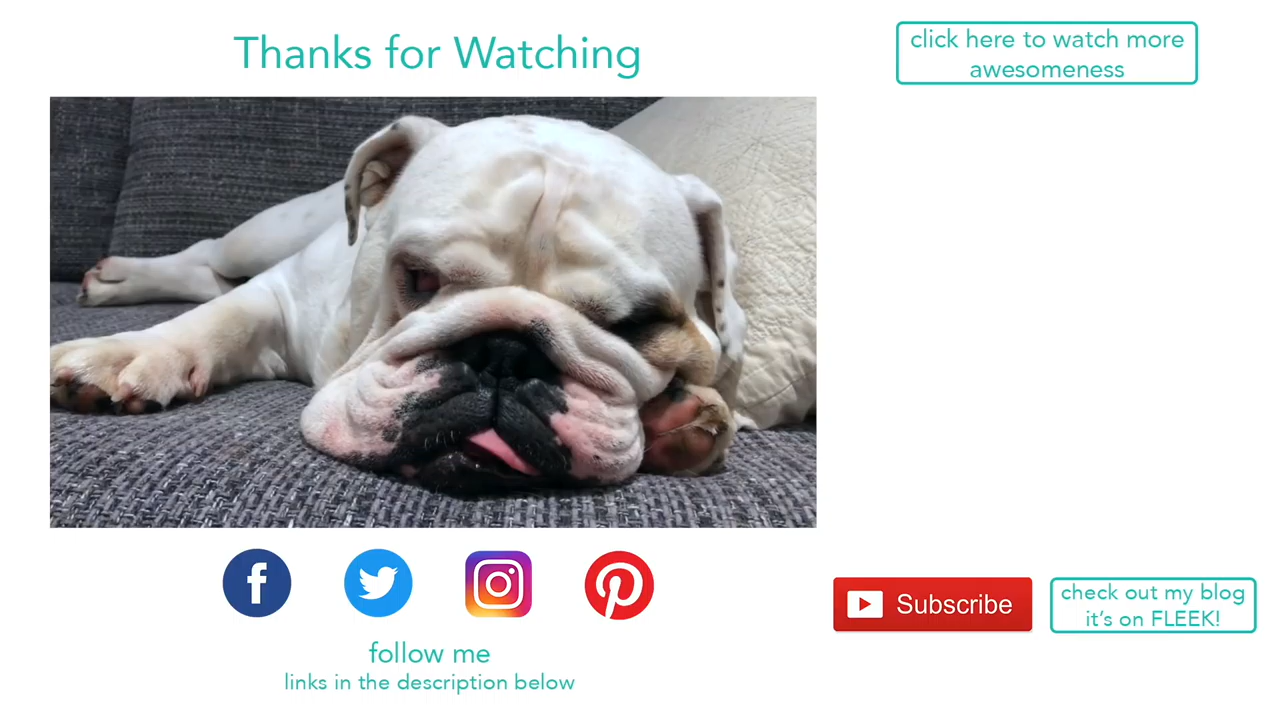 Thanks for Watching
click here to watch more
awesomeness
Subscribe
check out my blog
it's on FLEEK!
follow me
links in the description below